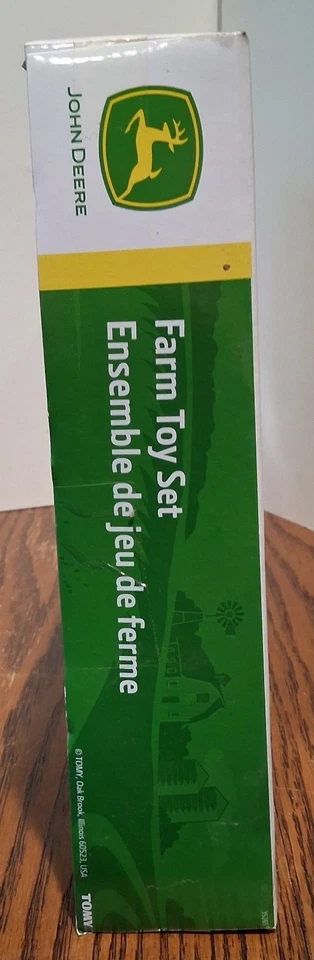 JOHN DEERE
Farm Toy Set
Ensemble de jeu de ferme
© TOMY, Oak Brook, Illinois 60523, USA
TOMY